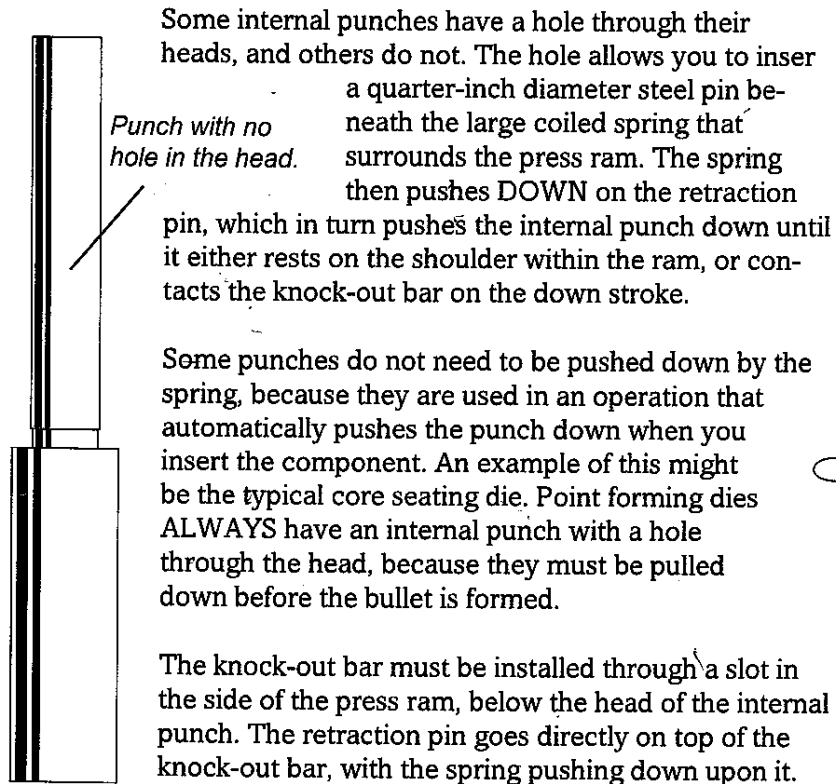 Some internal punches have a hole through their
heads, and others do not. The hole allows you to inser
a quarter-inch diameter steel pin be-
neath the large coiled spring that
surrounds the press ram. The spring
then pushes DOWN on the retraction
Punch with no
hole in the head.
pin, which in turn pushes the internal punch down until
it either rests on the shoulder within the ram, or con-
tacts the knock-out bar on the down stroke.
Some punches do not need to be pushed down by the
spring, because they are used in an operation that
automatically pushes the punch down when you
insert the component. An example of this might
be the typical core seating die. Point forming dies
ALWAYS have an internal punch with a hole
through the head, because they must be pulled
down before the bullet is formed.
The knock-out bar must be installed through a slot in
the side of the press ram, below the head of the internal
punch. The retraction pin goes directly on top of the
knock-out bar, with the spring pushing down upon it.